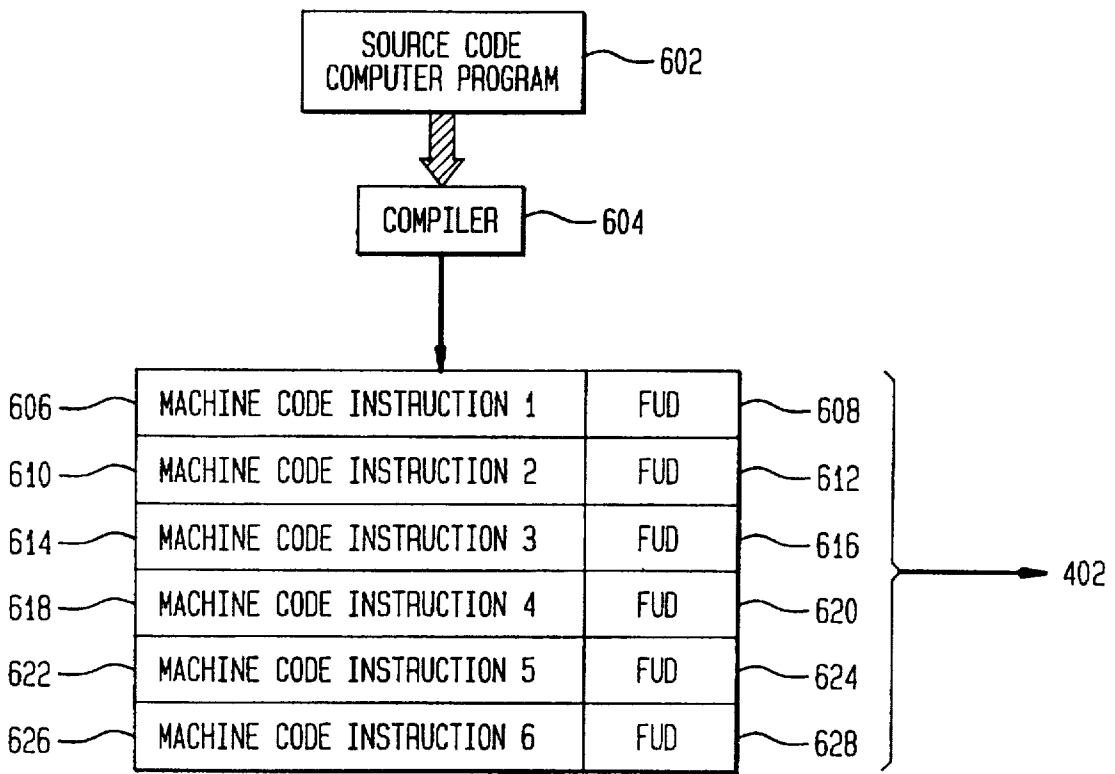 SOURCE CODE
COMPUTER PROGRAM
602
COMPILER
604
606 MACHINE CODE INSTRUCTION 1 FUD 608
610 MACHINE CODE INSTRUCTION 2 FUD 612
614 MACHINE CODE INSTRUCTION 3 FUD 616
402
618 MACHINE CODE INSTRUCTION 4 FUD 620
622 MACHINE CODE INSTRUCTION 5 FUD 624
626 MACHINE CODE INSTRUCTION 6 FUD 628